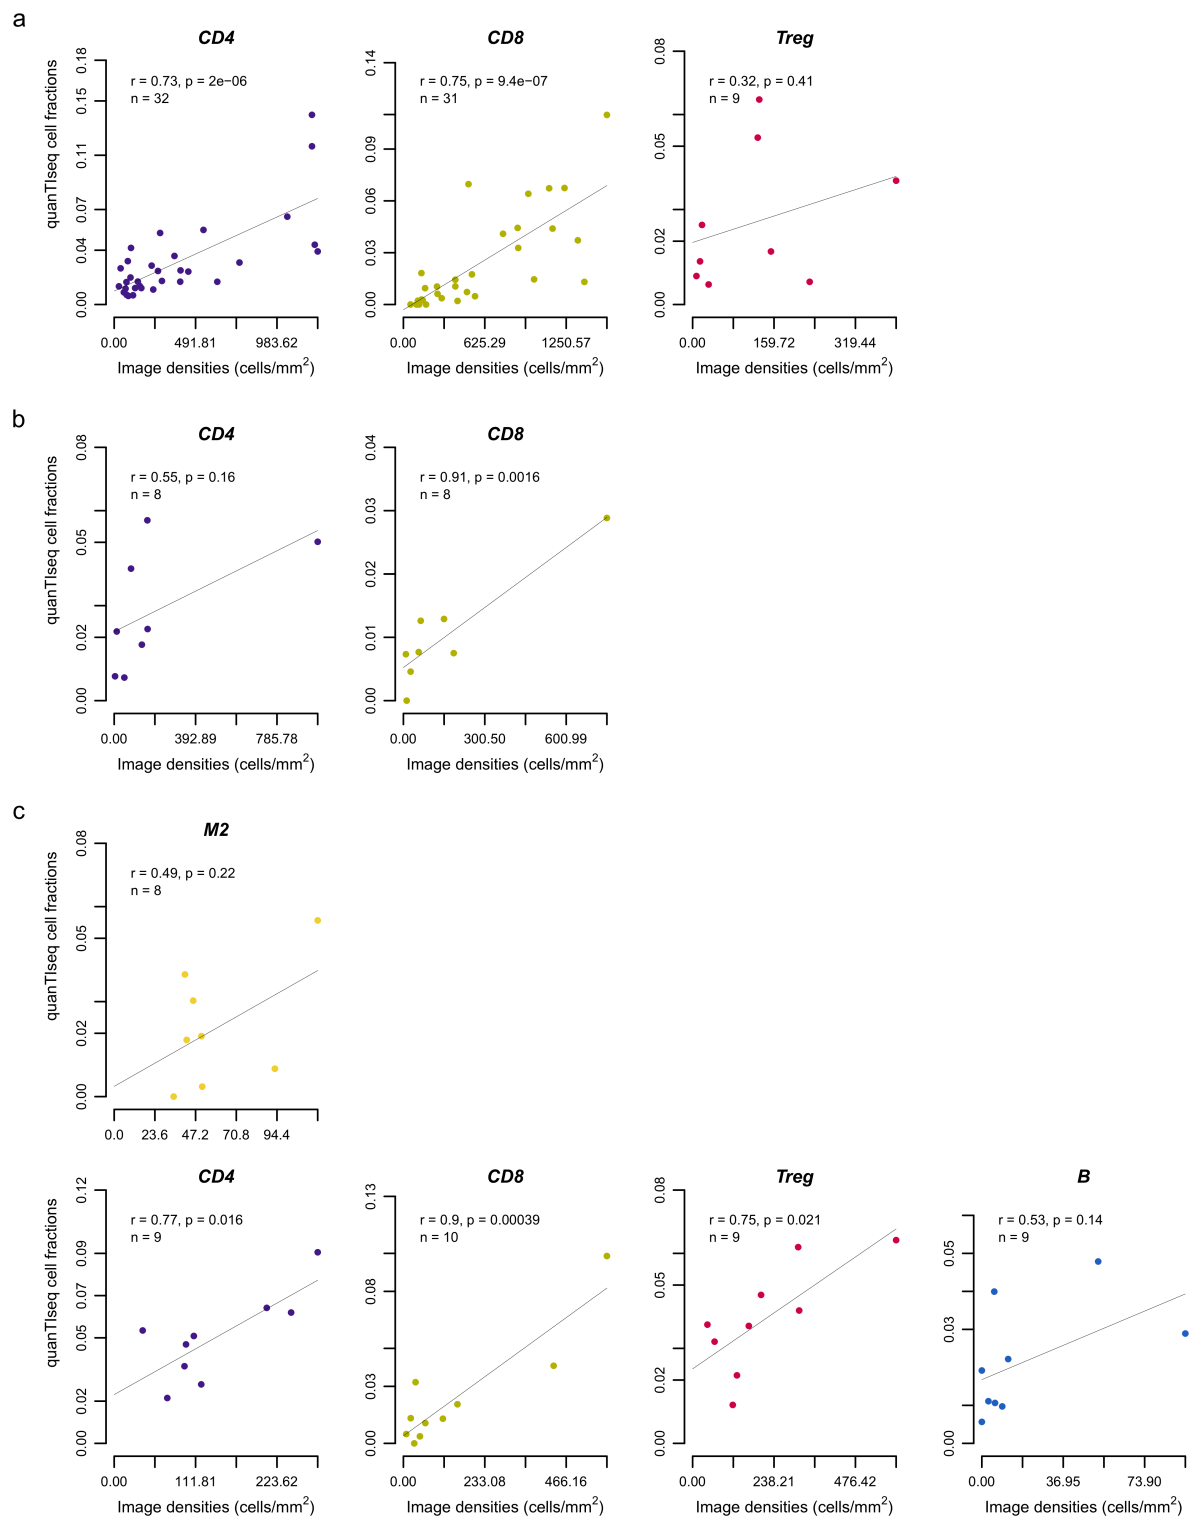 a
CD4
CD8
Treg
quanTIseq cell fractions
r = 0.73, p = 2e−06
n = 32
0.18
0.15
0.11
0.07
0.04
0.00
0.00 491.81 983.62
Image densities (cells/mm2)
r = 0.75, p = 9.4e−07
n = 31
0.14
0.09
0.06
0.03
0.00
0.00 625.29 1250.57
Image densities (cells/mm2)
r = 0.32, p = 0.41
n = 9
0.08
0.05
0.02
0.00
0.00 159.72 319.44
Image densities (cells/mm2)
b
CD4
CD8
quanTIseq cell fractions
r = 0.55, p = 0.16
n = 8
0.08
0.05
0.02
0.00
0.00 392.89 785.78
Image densities (cells/mm2)
r = 0.91, p = 0.0016
n = 8
0.04
0.03
0.02
0.01
0.00
0.00 300.50 600.99
Image densities (cells/mm2)
c
M2
quanTIseq cell fractions
r = 0.49, p = 0.22
n = 8
0.08
0.05
0.02
0.00
0.0 23.6 47.2 70.8 94.4
CD4
CD8
Treg
B
quanTIseq cell fractions
r = 0.77, p = 0.016
n = 9
0.12
0.09
0.07
0.05
0.02
0.00
0.00 111.81 223.62
Image densities (cells/mm2)
r = 0.9, p = 0.00039
n = 10
0.13
0.08
0.03
0.00
0.00 233.08 466.16
Image densities (cells/mm2)
r = 0.75, p = 0.021
n = 9
0.08
0.05
0.02
0.00
0.00 238.21 476.42
Image densities (cells/mm2)
r = 0.53, p = 0.14
n = 9
0.05
0.03
0.00
0.00 36.95 73.90
Image densities (cells/mm2)